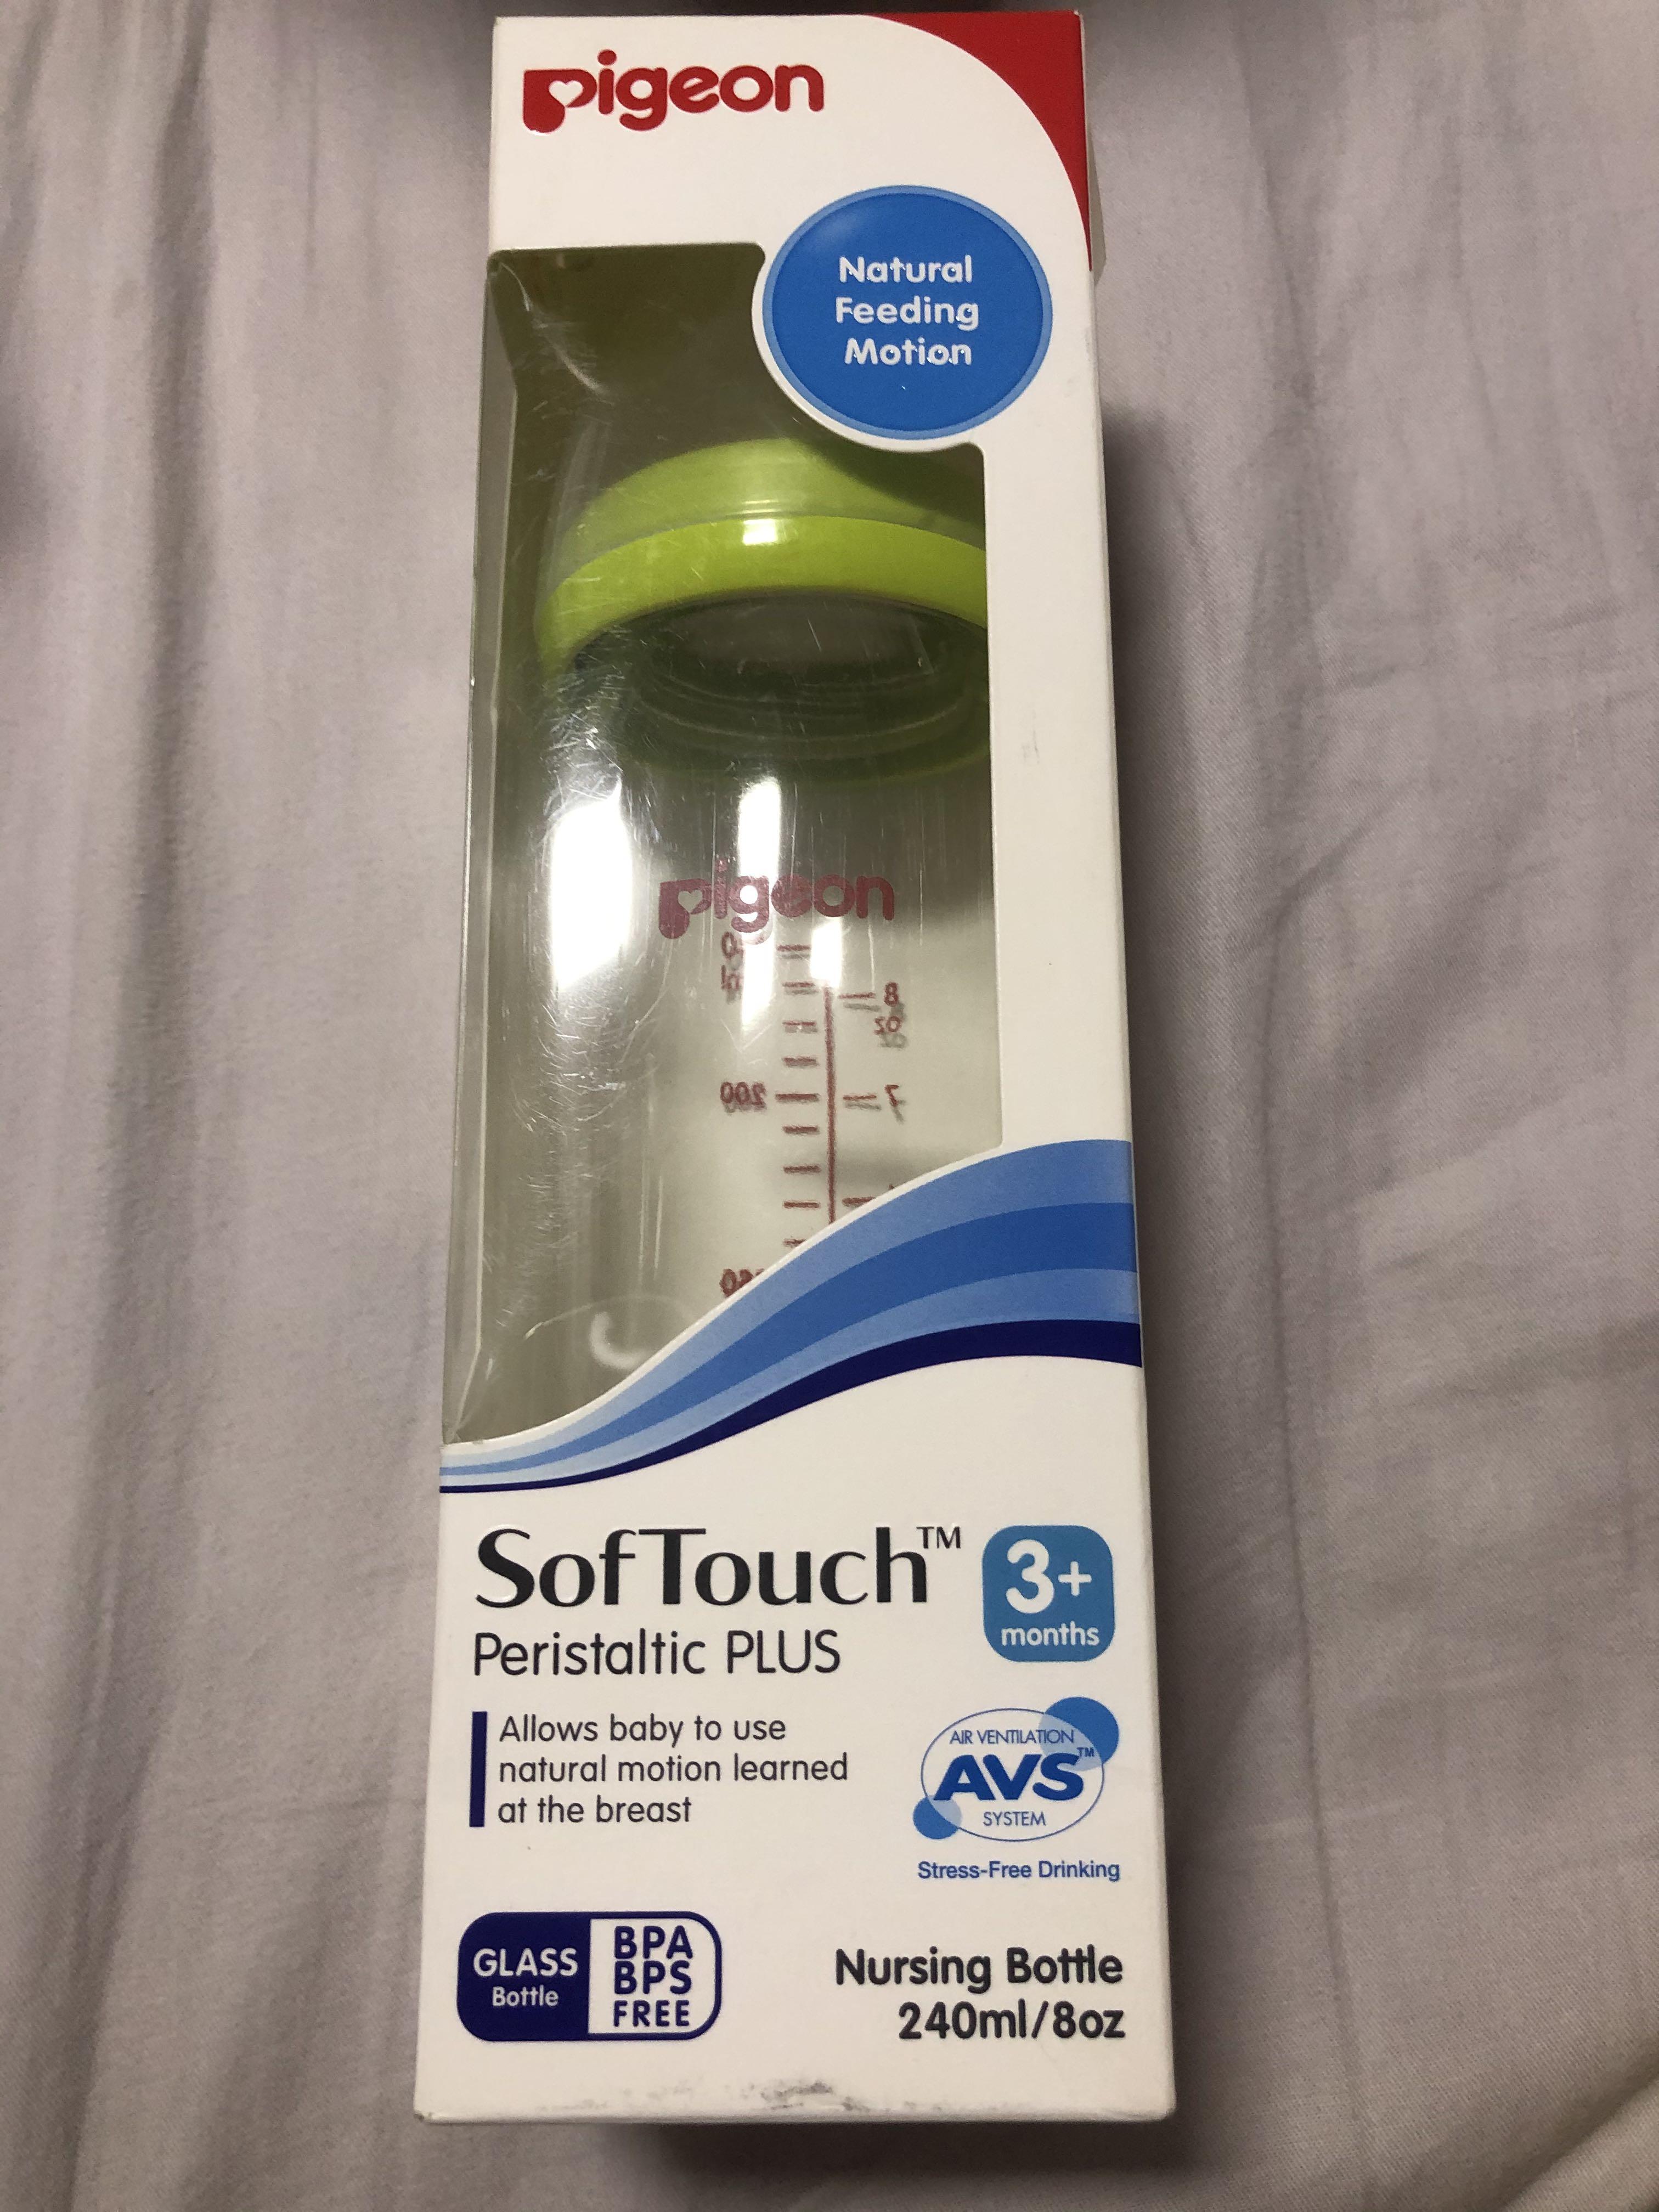 pigeon
Natural
Feeding
Motion
pigeon
8
oz
200
7
SofTouch™
3+
months
Peristaltic PLUS
Allows baby to use
natural motion learned
at the breast
AIR VENTILATION
AVS™
SYSTEM
Stress-Free Drinking
GLASS
Bottle
BPA
BPS
FREE
Nursing Bottle
240ml/8oz